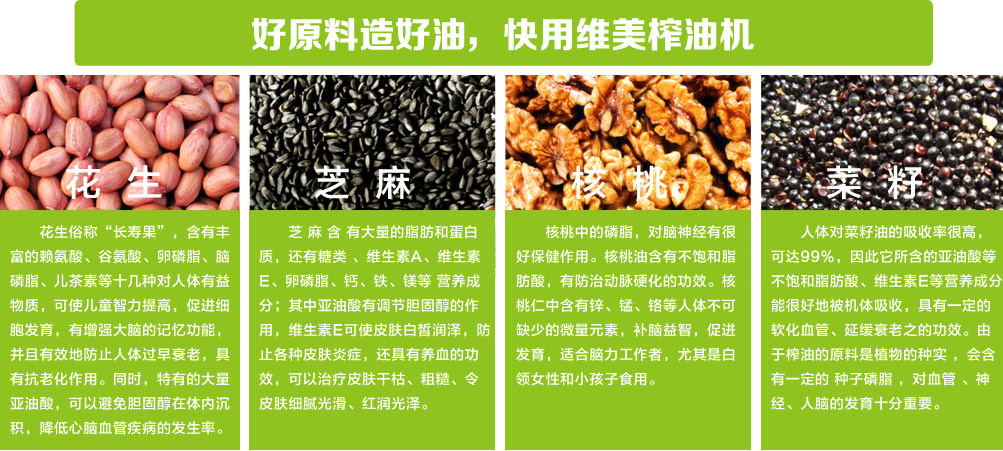 好原料造好油，快用维美榨油机
花生
花生俗称“长寿果”，含有丰
富的赖氨酸、谷氨酸、卵磷脂、脑
磷脂、儿茶素等十几种对人体有益
物质，可使儿童智力提高，促进细
胞发育，有增强大脑的记忆功能，
并且有效地防止人体过早衰老，具
有抗老化作用。同时，特有的大量
亚油酸，可以避免胆固醇在体内沉
积，降低心脑血管疾病的发生率。
芝麻
芝麻含有大量的脂肪和蛋白
质，还有糖类、维生素A、维生素
E、卵磷脂、钙、铁、镁等 营养成
分；其中亚油酸有调节胆固醇的作
用，维生素E可使皮肤白皙润泽，防
止各种皮肤炎症，还具有养血的功
效，可以治疗皮肤干枯、粗糙、令
皮肤细腻光滑、红润光泽。
核桃
核桃中的磷脂，对脑神经有很
好保健作用。核桃油含有不饱和脂
肪酸，有防治动脉硬化的功效。核
桃仁中含有锌、锰、铬等人体不可
缺少的微量元素，补脑益智，促进
发育，适合脑力工作者，尤其是白
领女性和小孩子食用。
菜籽
人体对菜籽油的吸收率很高，
可达99%，因此它所含的亚油酸等
不饱和脂肪酸、维生素E等营养成分
能很好地被机体吸收，具有一定的
软化血管、延缓衰老之的功效。由
于榨油的原料是植物的种实 ，会含
有一定的 种子磷脂 ，对血管 、神
经、人脑的发育十分重要。